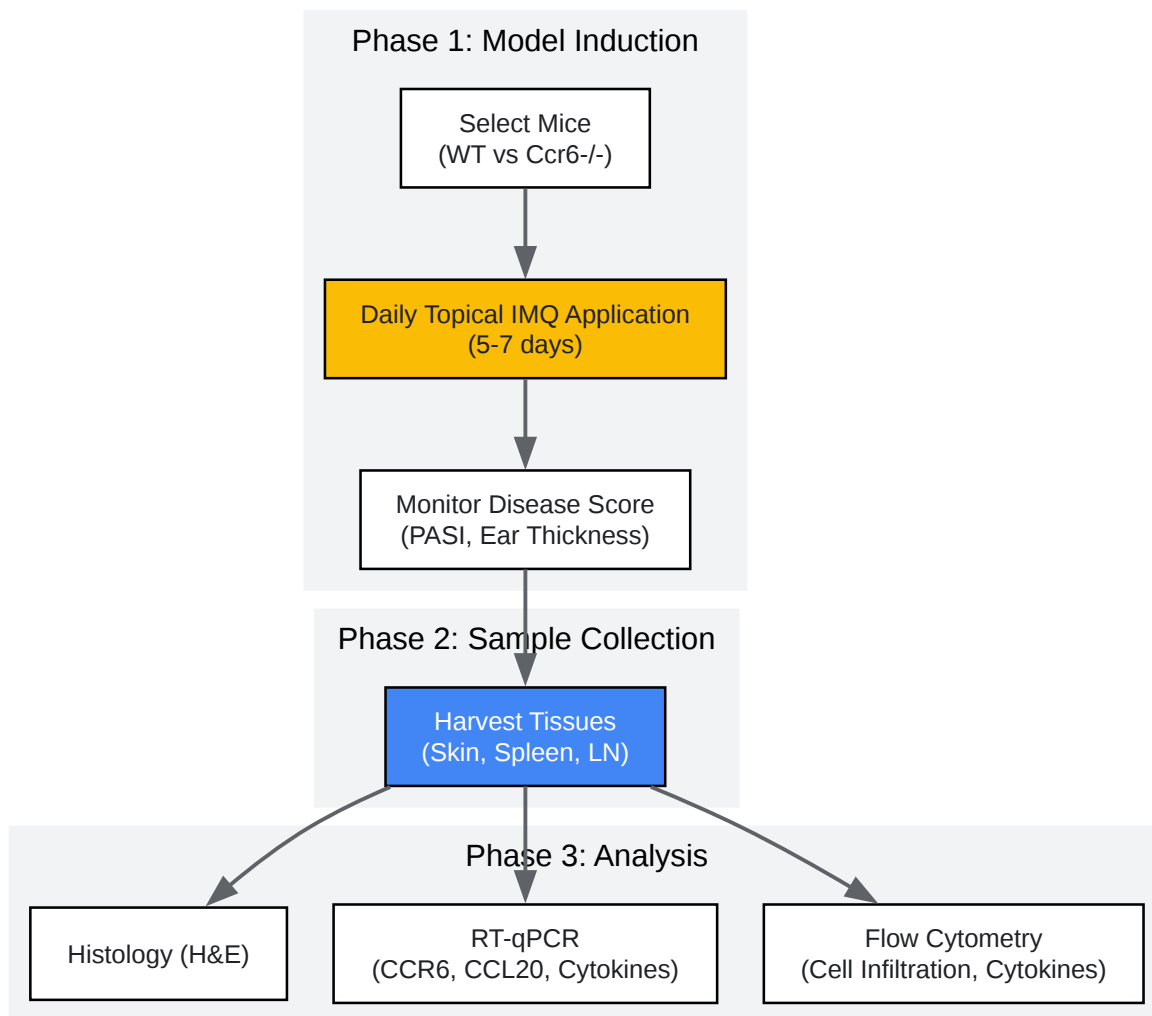 Phase 1: Model Induction
Select Mice
(WT vs Ccr6-/-)
Daily Topical IMQ Application
(5-7 days)
Monitor Disease Score
(PASI, Ear Thickness)
Phase 2: Sample Collection
Harvest Tissues
(Skin, Spleen, LN)
Phase 3: Analysis
Histology (H&E)
RT-qPCR
(CCR6, CCL20, Cytokines)
Flow Cytometry
(Cell Infiltration, Cytokines)